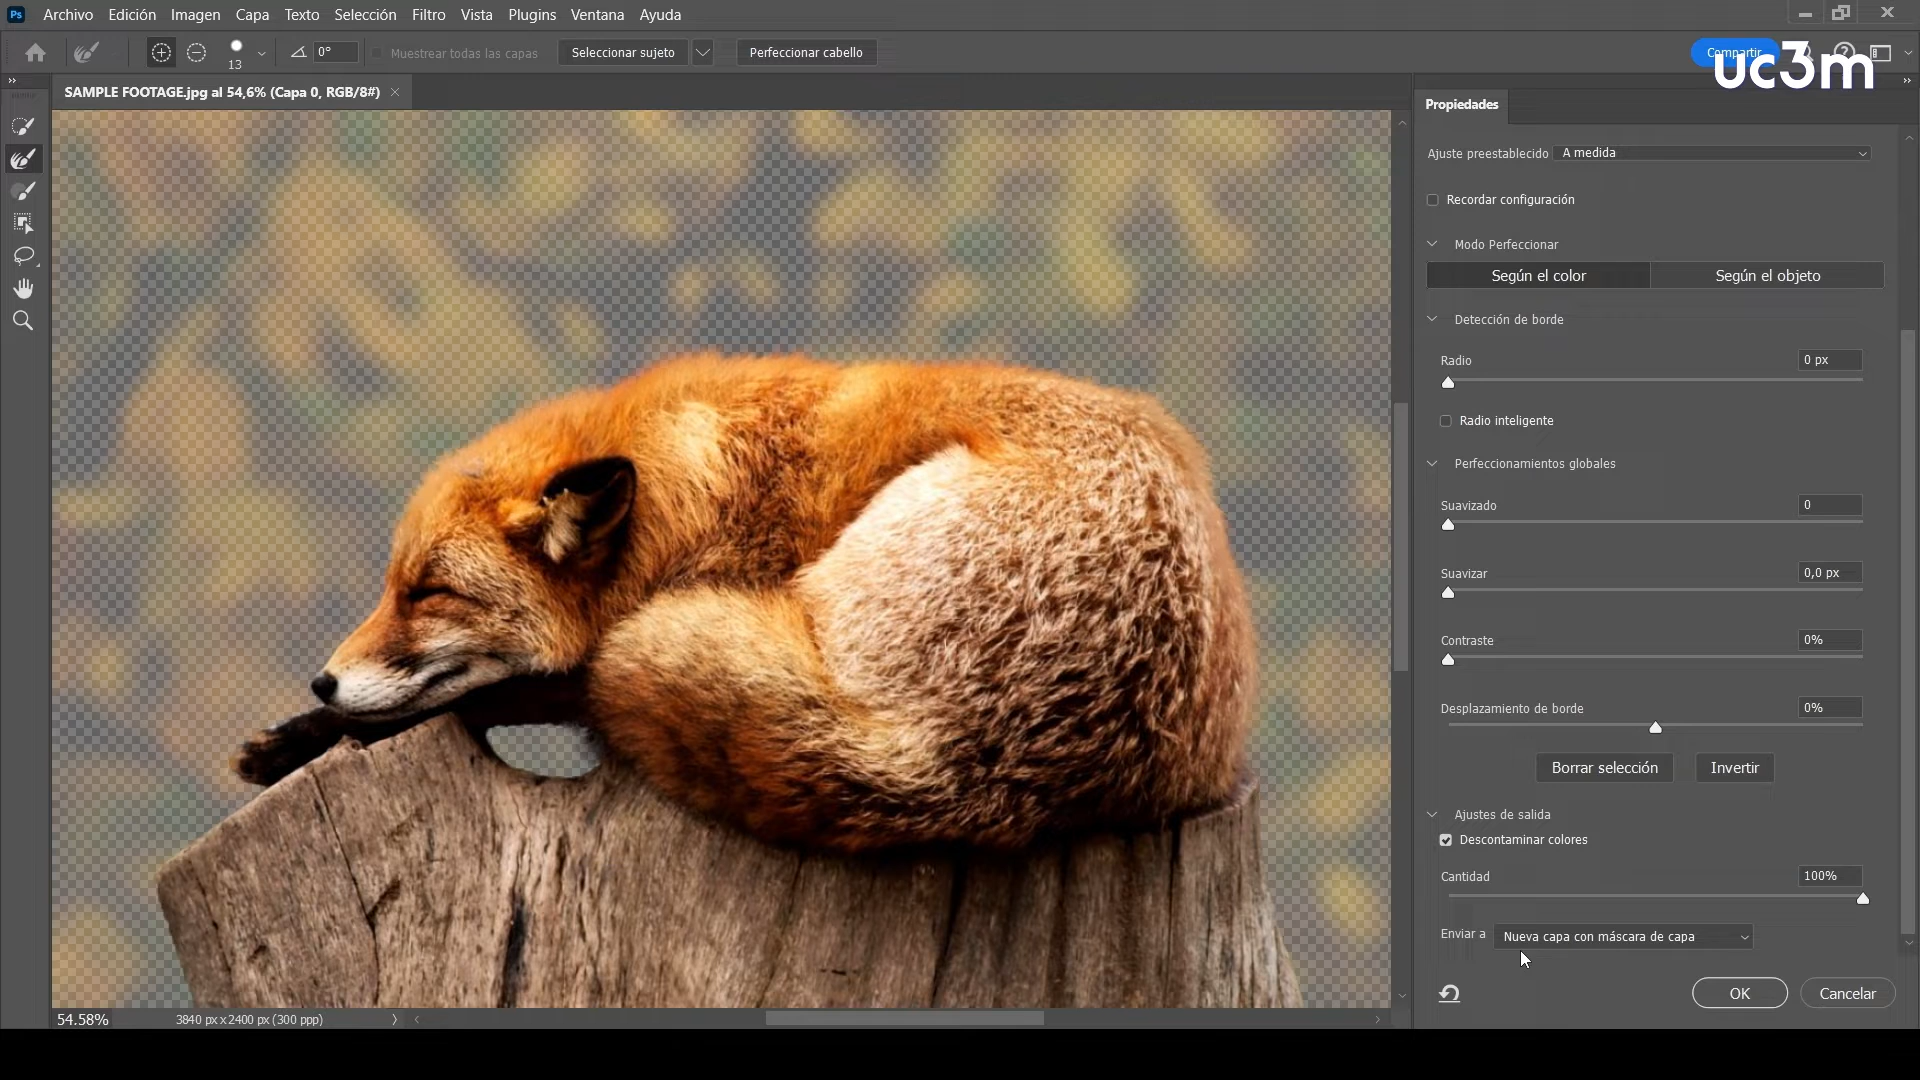 Ps Archivo Edición Imagen Capa Texto Selección Filtro Vista Plugins Ventana Ayuda
13 0° Muestrear todas las capas Seleccionar sujeto Perfeccionar cabello Compartir
uc3m
SAMPLE FOOTAGE.jpg al 54,6% (Capa 0, RGB/8#)
Propiedades
Ajuste preestablecido A medida
Recordar configuración
Modo Perfeccionar
Según el color Según el objeto
Detección de borde
Radio 0 px
Radio inteligente
Perfeccionamientos globales
Suavizado 0
Suavizar 0,0 px
Contraste 0%
Desplazamiento de borde 0%
Borrar selección Invertir
Ajustes de salida
Descontaminar colores
Cantidad 100%
Enviar a Nueva capa con máscara de capa
OK Cancelar
54.58% 3840 px x 2400 px (300 ppp)